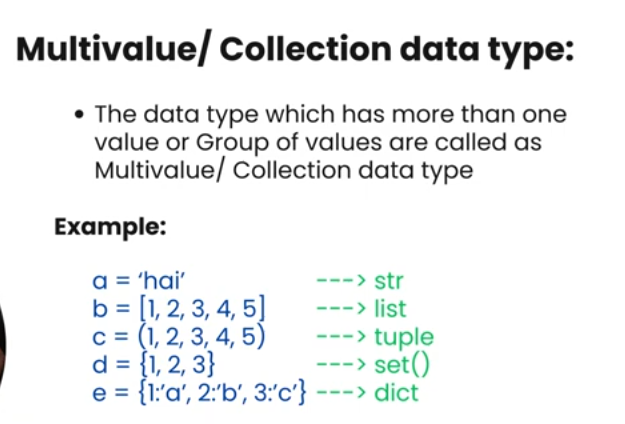 Multivalue/ Collection data type:
• The data type which has more than one
value or Group of values are called as
Multivalue/ Collection data type
Example:
a = ‘hai’ ---> str
b = [1, 2, 3, 4, 5] ---> list
c = (1, 2, 3, 4, 5) ---> tuple
d = {1, 2, 3} ---> set()
e = {1:’a’, 2:’b’, 3:’c’} ---> dict